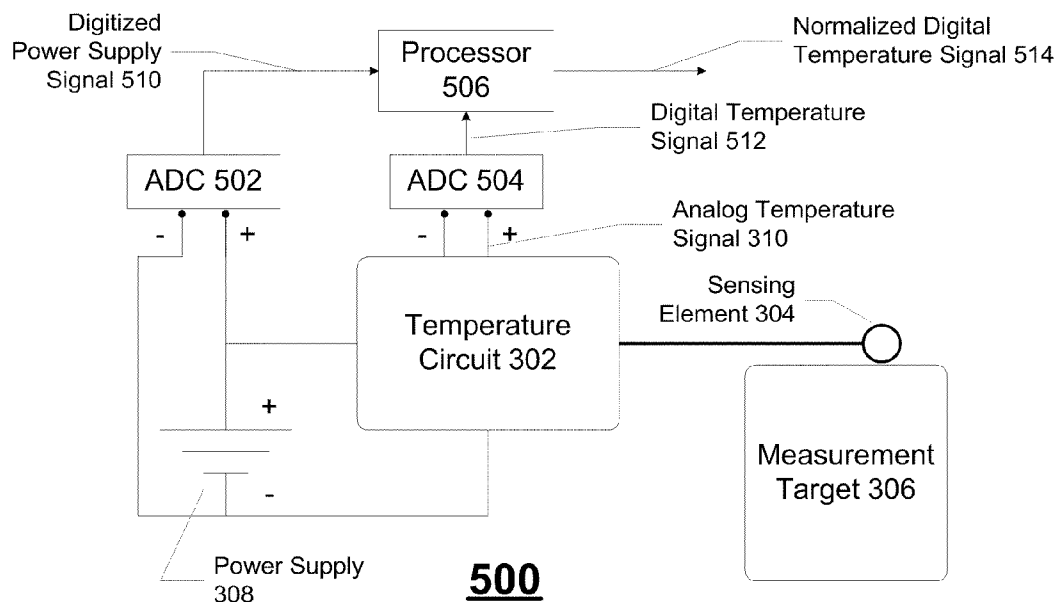 Digitized
Power Supply
Signal 510
Processor
506
Normalized Digital
Temperature Signal 514
Digital Temperature
Signal 512
ADC 502
ADC 504
- +
- +
Analog Temperature
Signal 310
Sensing
Element 304
Temperature
Circuit 302
+
-
Measurement
Target 306
Power Supply
308
500